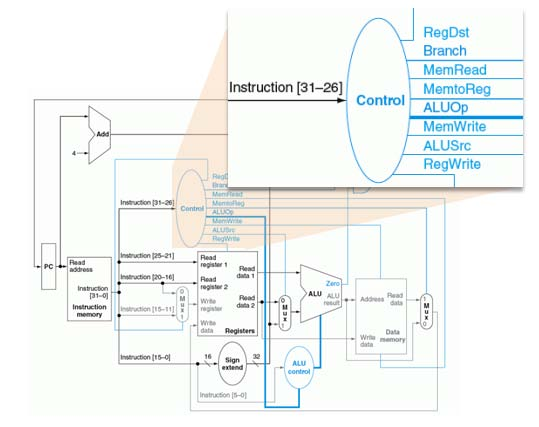 RegDst
Branch
MemRead
Instruction [31–26]
Control
MemtoReg
ALUOp
MemWrite
ALUSrc
RegWrite
Add
4
Branch
MemRead
Instruction [31–26]
Control
MemtoReg
ALUOp
MemWrite
ALUSrc
RegWrite
PC
Read
address
Instruction
[31–0]
Instruction
memory
Instruction [25–21]
Instruction [20–16]
Instruction [15–11]
0
M
u
x
1
Read
register 1
Read
register 2
Write
register
Write
data
Read
data 1
Read
data 2
Registers
0
M
u
x
1
Zero
ALU
ALU
result
Address
Read
data
Write
data
Data
memory
1
M
u
x
0
Instruction [15–0]
16
Sign
extend
32
ALU
control
Instruction [5–0]